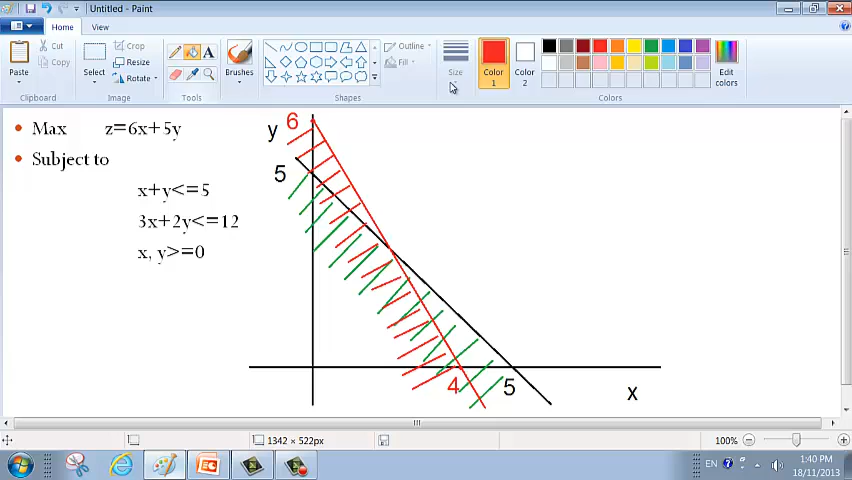 Untitled - Paint
Home View
Paste
Cut
Copy
Clipboard
Select
Crop
Resize
Rotate
Image
A
Tools
Brushes
Shapes
Outline
Fill
Size
Color 1
Color 2
Colors
Edit colors
Max z=6x+5y
Subject to
x+y<=5
3x+2y<=12
x, y>=0
y
6
5
4
5
x
1342 × 522px
100%
EN
1:40 PM
18/11/2013